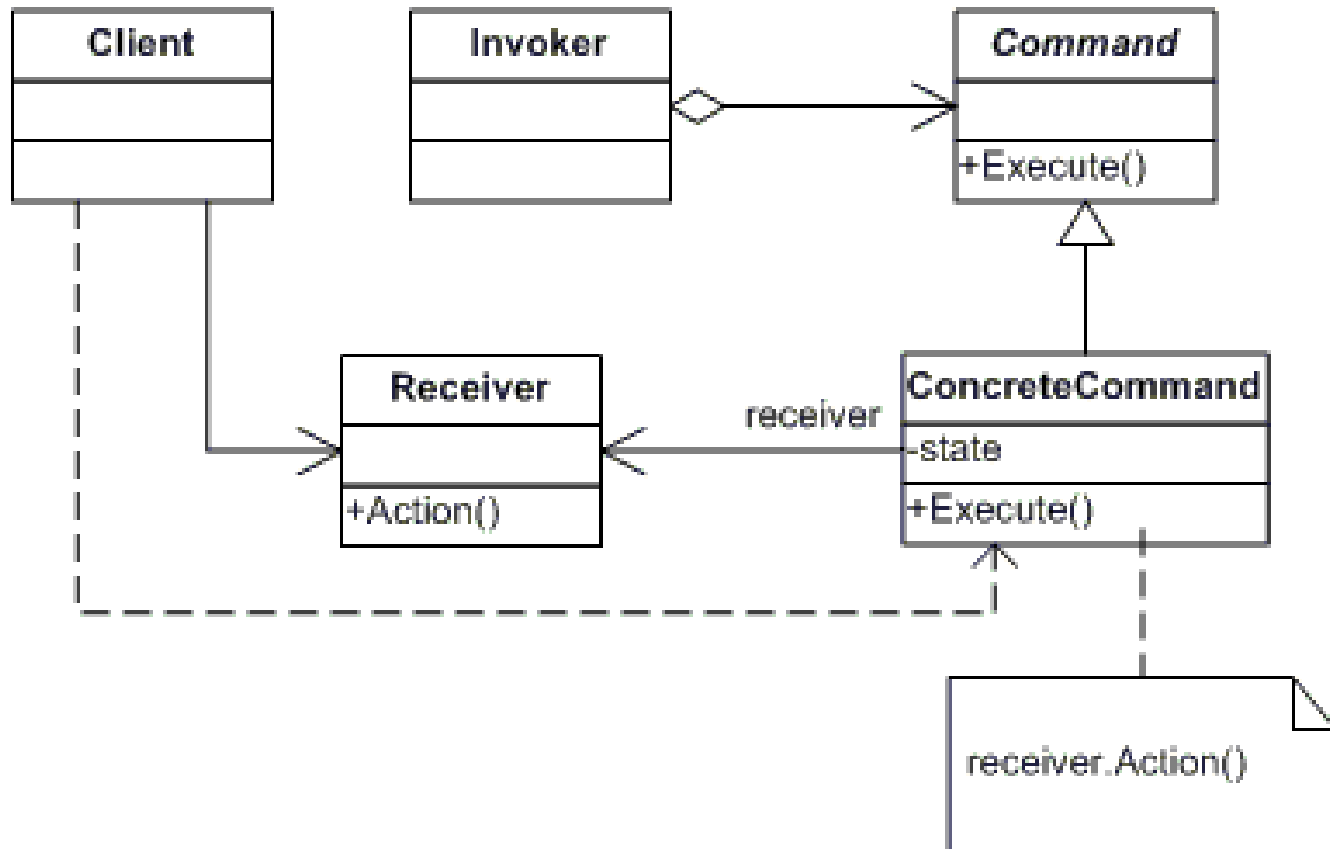 Client
Invoker
Command
+Execute()
Receiver
+Action()
receiver
ConcreteCommand
-state
+Execute()
receiver.Action()